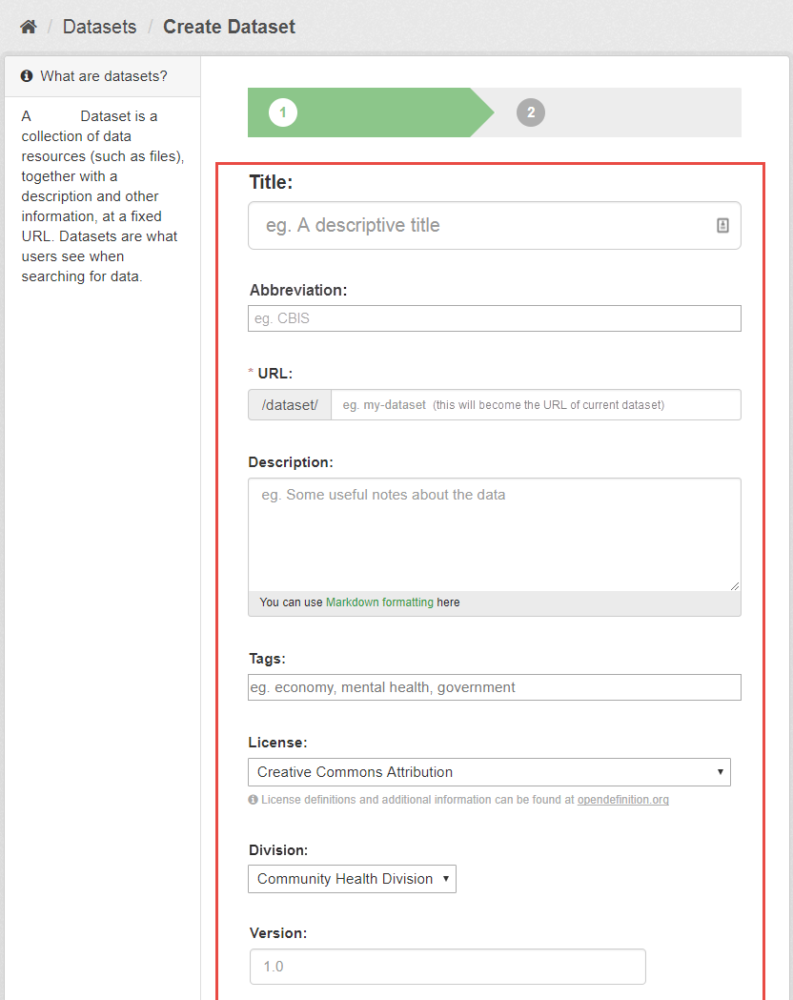 / Datasets / Create Dataset
What are datasets?
A Dataset is a
collection of data
resources (such as files),
together with a
description and other
information, at a fixed
URL. Datasets are what
users see when
searching for data.
1
2
Title:
eg. A descriptive title
Abbreviation:
eg. CBIS
* URL:
/dataset/ eg. my-dataset (this will become the URL of current dataset)
Description:
eg. Some useful notes about the data
You can use Markdown formatting here
Tags:
eg. economy, mental health, government
License:
Creative Commons Attribution
License definitions and additional information can be found at opendefinition.org
Division:
Community Health Division
Version:
1.0